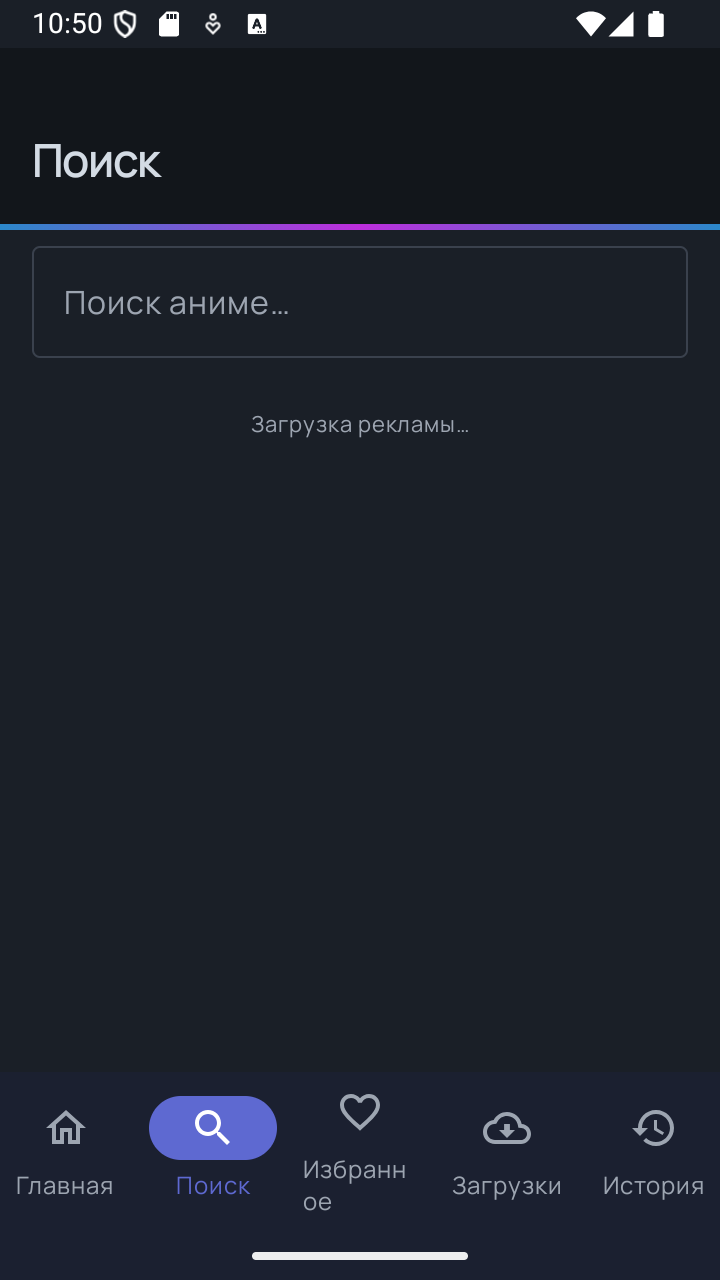 10:50
Поиск
Поиск аниме…
Загрузка рекламы…
Главная
Поиск
Избранн
ое
Загрузки
История